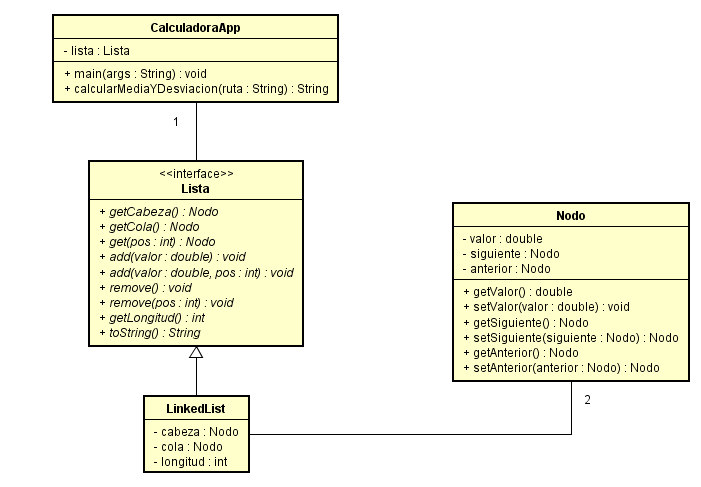 CalculadoraApp
- lista : Lista
+ main(args : String) : void
+ calcularMediaYDesviacion(ruta : String) : String
1
<<interface>>
Lista
+ getCabeza() : Nodo
+ getCola() : Nodo
+ get(pos : int) : Nodo
+ add(valor : double) : void
+ add(valor : double, pos : int) : void
+ remove() : void
+ remove(pos : int) : void
+ getLongitud() : int
+ toString() : String
Nodo
- valor : double
- siguiente : Nodo
- anterior : Nodo
+ getValor() : double
+ setValor(valor : double) : void
+ getSiguiente() : Nodo
+ setSiguiente(siguiente : Nodo) : Nodo
+ getAnterior() : Nodo
+ setAnterior(anterior : Nodo) : Nodo
2
LinkedList
- cabeza : Nodo
- cola : Nodo
- longitud : int